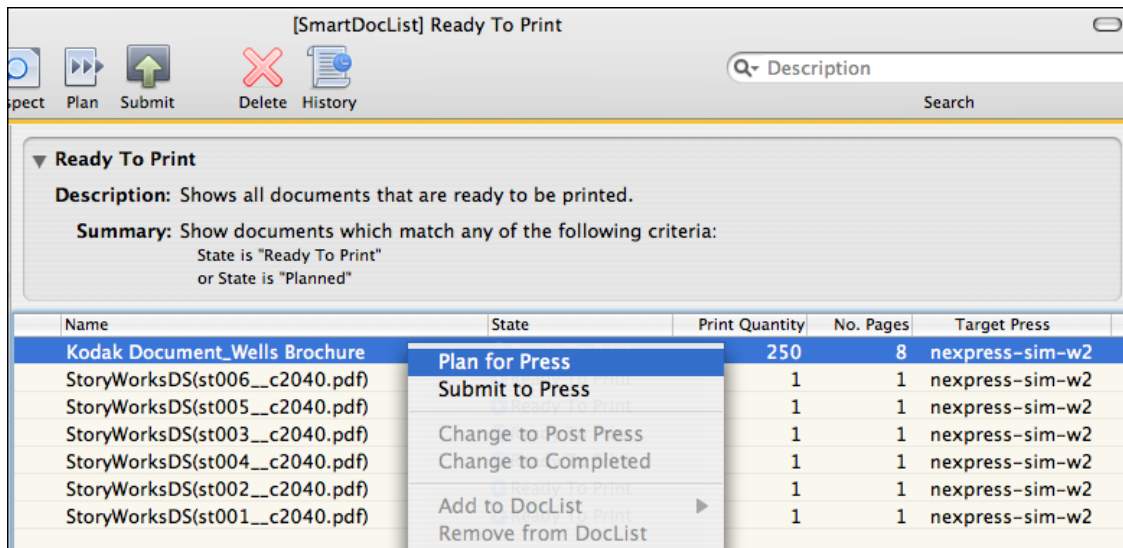 [SmartDocList] Ready To Print
spect Plan Submit Delete History
Description
Search
Ready To Print
Description: Shows all documents that are ready to be printed.
Summary: Show documents which match any of the following criteria:
State is "Ready To Print"
or State is "Planned"
Name State Print Quantity No. Pages Target Press
Kodak Document_Wells Brochure 250 8 nexpress-sim-w2
Plan for Press
StoryWorksDS(st006__c2040.pdf) 1 1 nexpress-sim-w2
Submit to Press
StoryWorksDS(st005__c2040.pdf) Ready To Print 1 1 nexpress-sim-w2
StoryWorksDS(st003__c2040.pdf) 1 1 nexpress-sim-w2
Change to Post Press
StoryWorksDS(st004__c2040.pdf) 1 1 nexpress-sim-w2
Change to Completed
StoryWorksDS(st002__c2040.pdf) Ready To Print 1 1 nexpress-sim-w2
Add to DocList
StoryWorksDS(st001__c2040.pdf) 1 1 nexpress-sim-w2
Remove from DocList